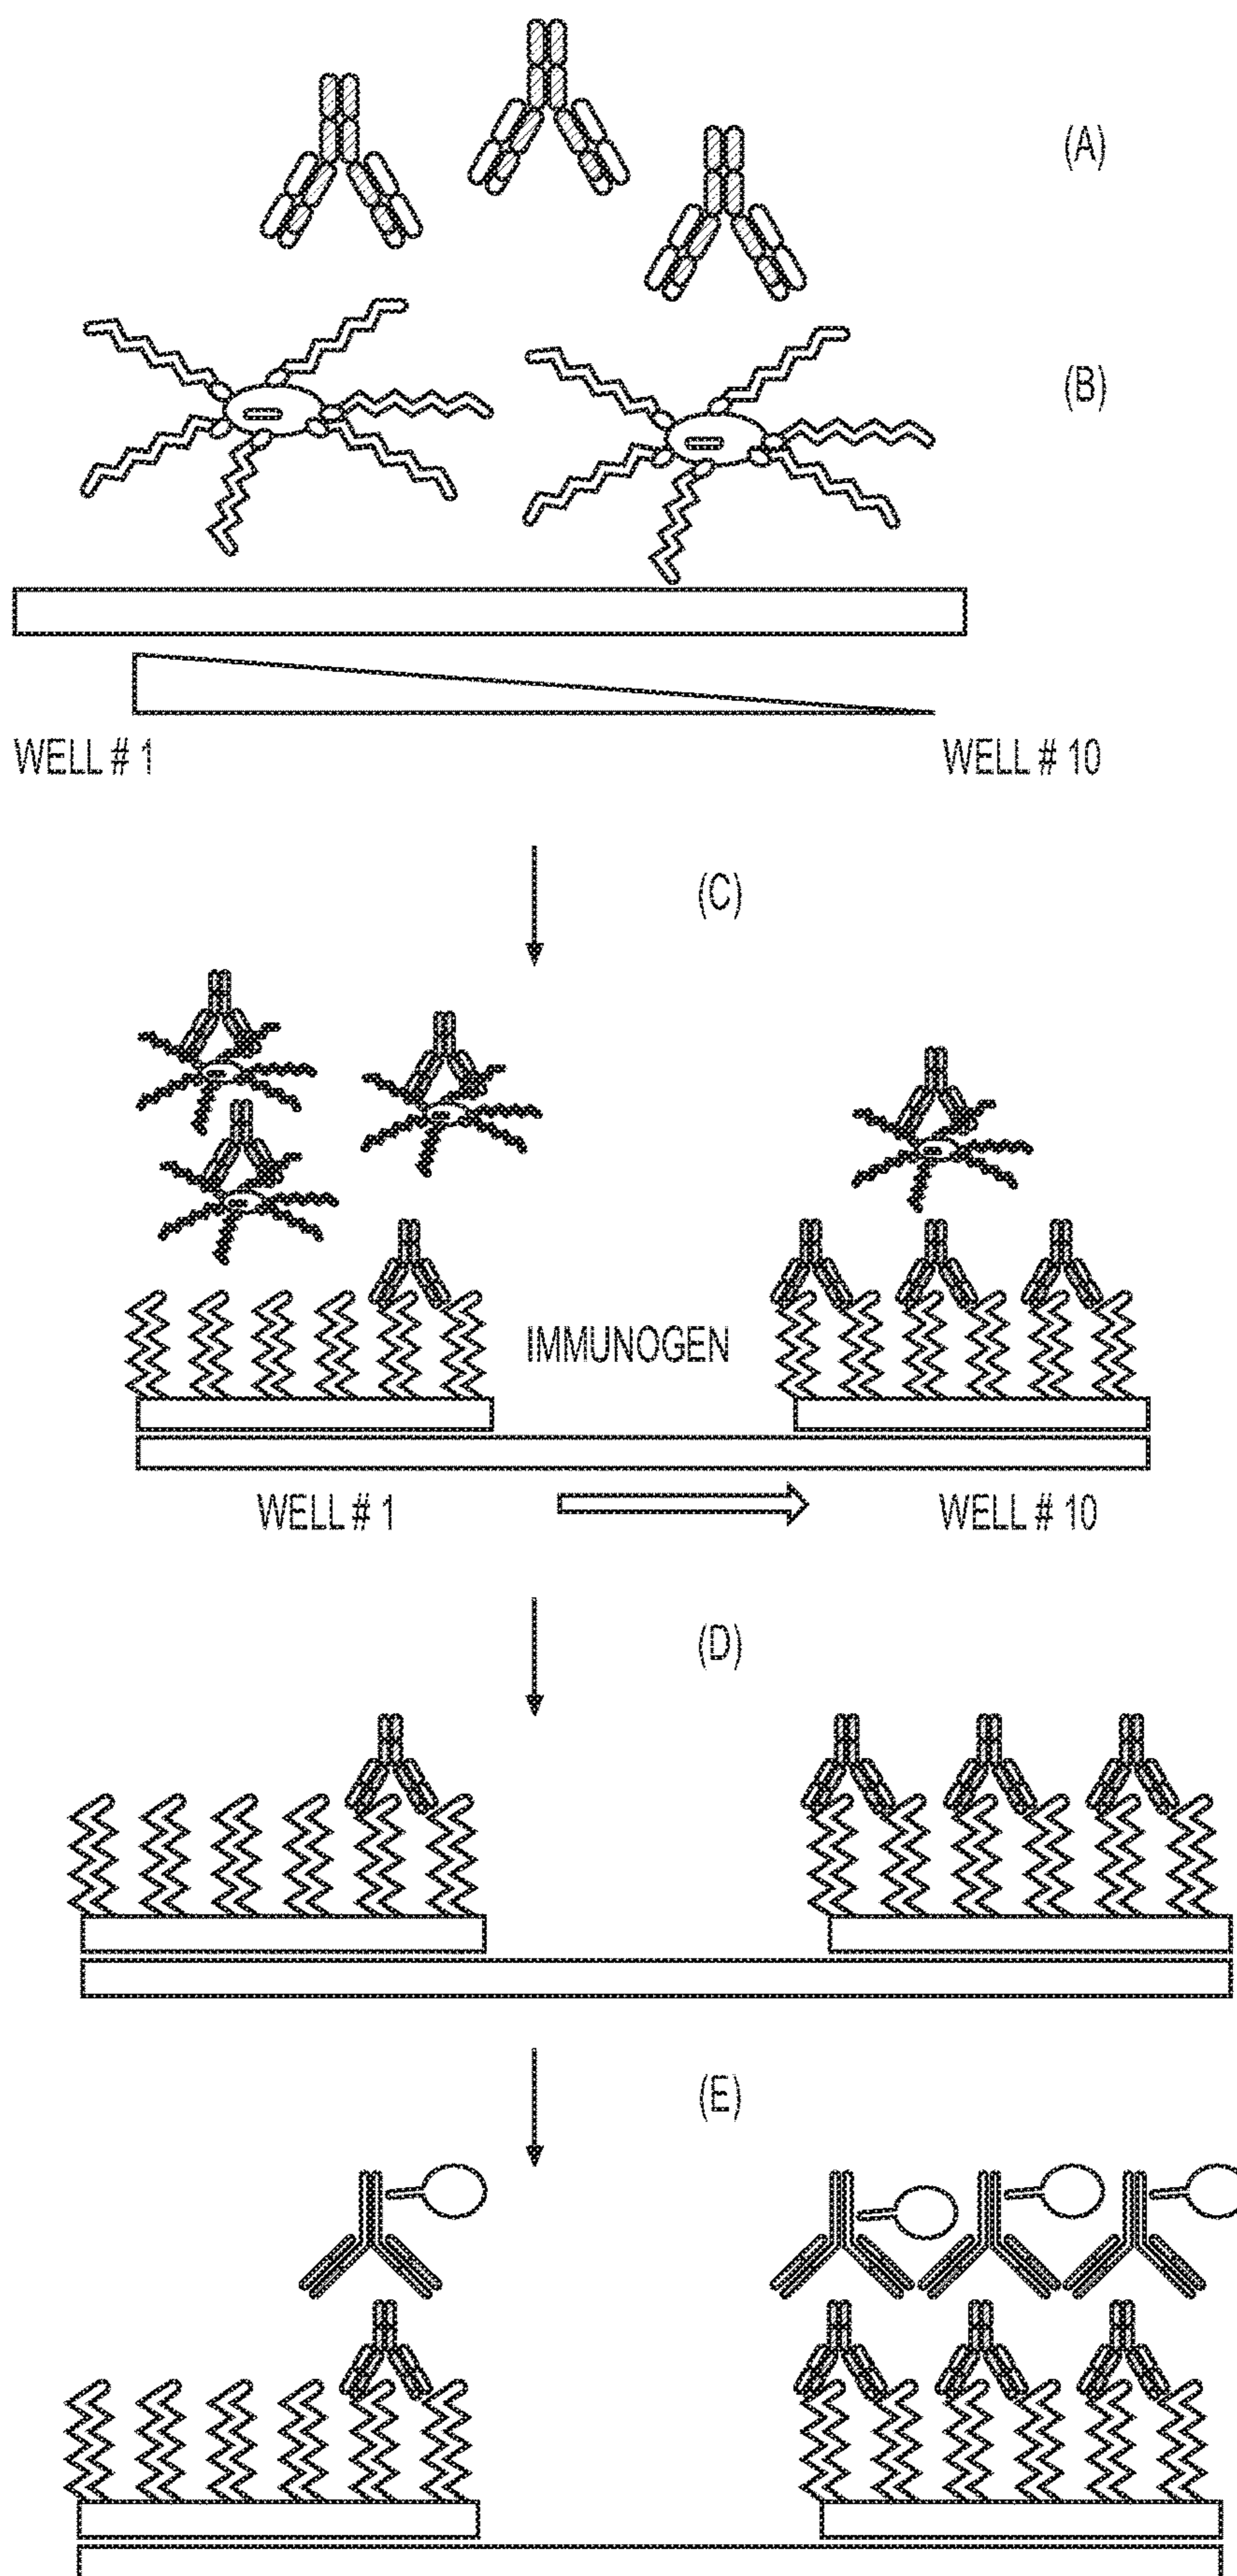 (A)
(B)
WELL # 1
WELL # 10
(C)
IMMUNOGEN
WELL # 1
WELL # 10
(D)
(E)